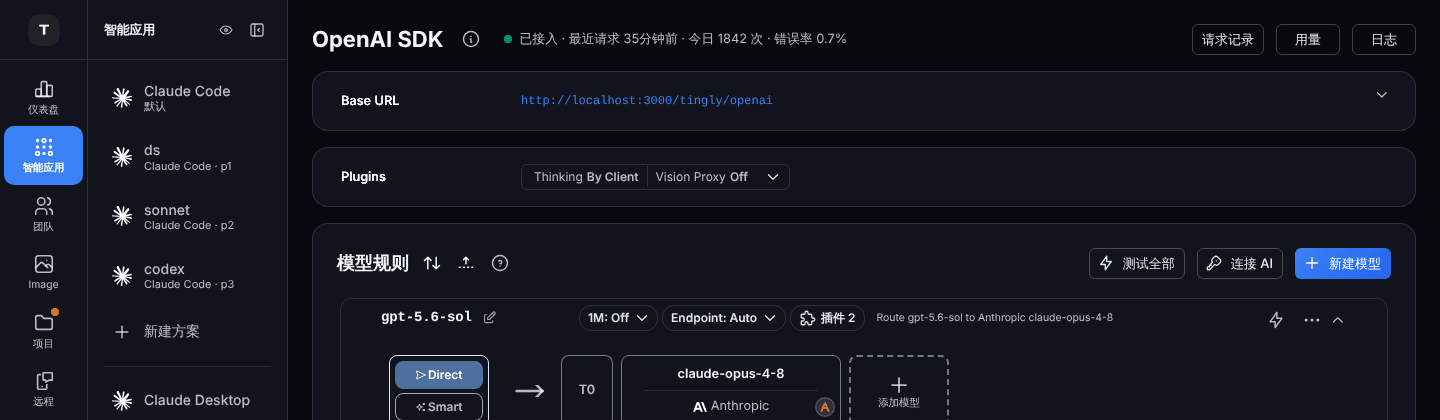 T
智能应用
OpenAI SDK
已接入 · 最近请求 35分钟前 · 今日 1842 次 · 错误率 0.7%
请求记录
用量
日志
仪表盘
智能应用
团队
Image
项目
远程
Claude Code
默认
ds
Claude Code · p1
sonnet
Claude Code · p2
codex
Claude Code · p3
新建方案
Claude Desktop
Base URL
http://localhost:3000/tingly/openai
Plugins
Thinking By Client
Vision Proxy Off
模型规则
测试全部
连接 AI
新建模型
gpt-5.6-sol
1M: Off
Endpoint: Auto
插件 2
Route gpt-5.6-sol to Anthropic claude-opus-4-8
Direct
Smart
T0
claude-opus-4-8
Anthropic
添加模型